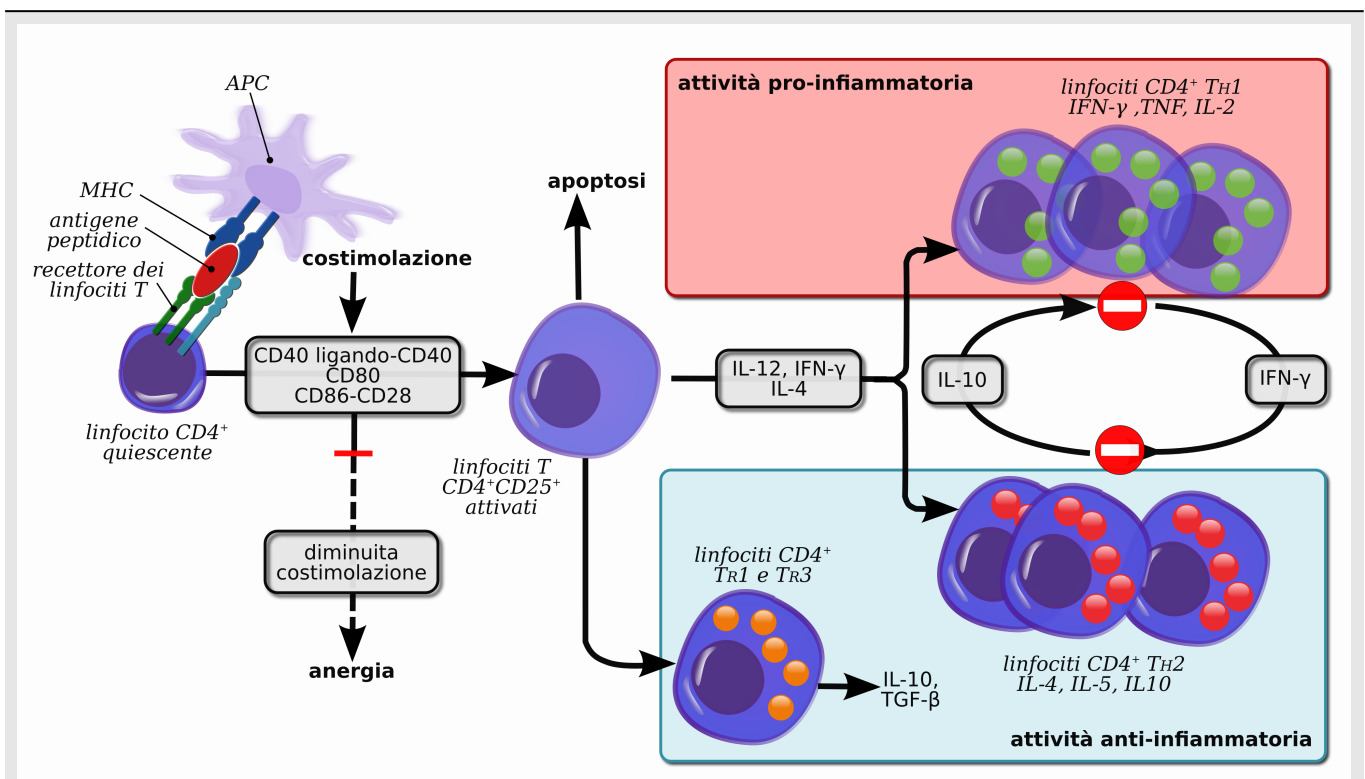 APC
MHC
antigene
peptidico
recettore dei
linfociti T
costimolazione
CD40 ligando-CD40
CD80
CD86-CD28
linfocito CD4⁺
quiescente
diminuita
costimolazione
anergia
apoptosi
linfociti T
CD4⁺CD25⁺
attivati
IL-12, IFN-γ
IL-4
attività pro-infiammatoria
linfociti CD4⁺ TH1
IFN-γ ,TNF, IL-2
IL-10
IFN-γ
linfociti CD4⁺
TR1 e TR3
IL-10,
TGF-β
linfociti CD4⁺ TH2
IL-4, IL-5, IL10
attività anti-infiammatoria